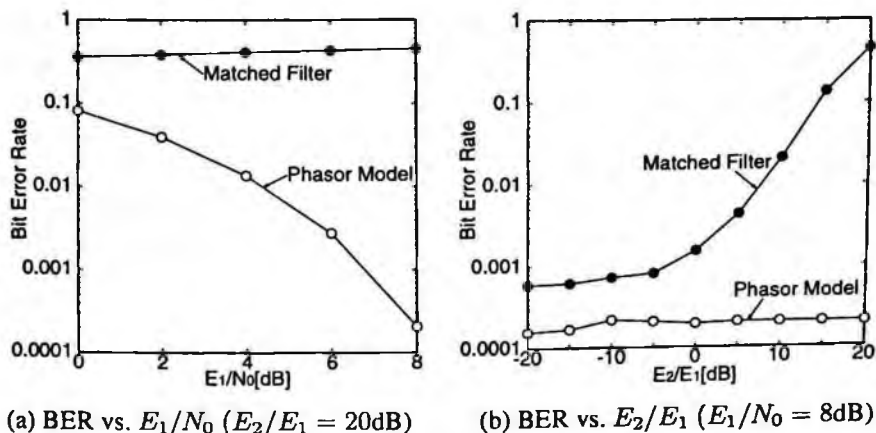 1
0.1
0.01
0.001
0.0001
Bit Error Rate
Matched Filter
Phasor Model
0 2 4 6 8
E₁/N₀[dB]
(a) BER vs. E₁/N₀ (E₂/E₁ = 20dB)
1
0.1
0.01
0.001
0.0001
Bit Error Rate
Matched Filter
Phasor Model
-20 -10 0 10 20
E₂/E₁[dB]
(b) BER vs. E₂/E₁ (E₁/N₀ = 8dB)